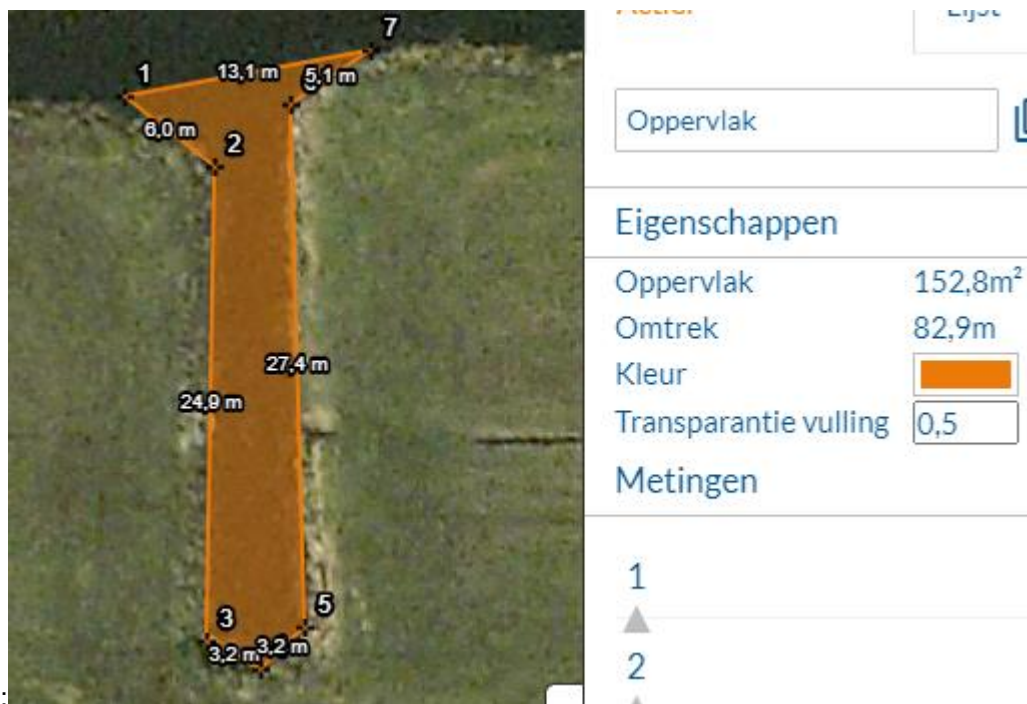 7
1
13,1 m
5,1 m
6,0 m
2
27,4 m
24,9 m
3
5
3,2 m
3,2 m
Lijst
Oppervlak
Eigenschappen
Oppervlak 152,8m²
Omtrek 82,9m
Kleur
Transparantie vulling 0,5
Metingen
1
2